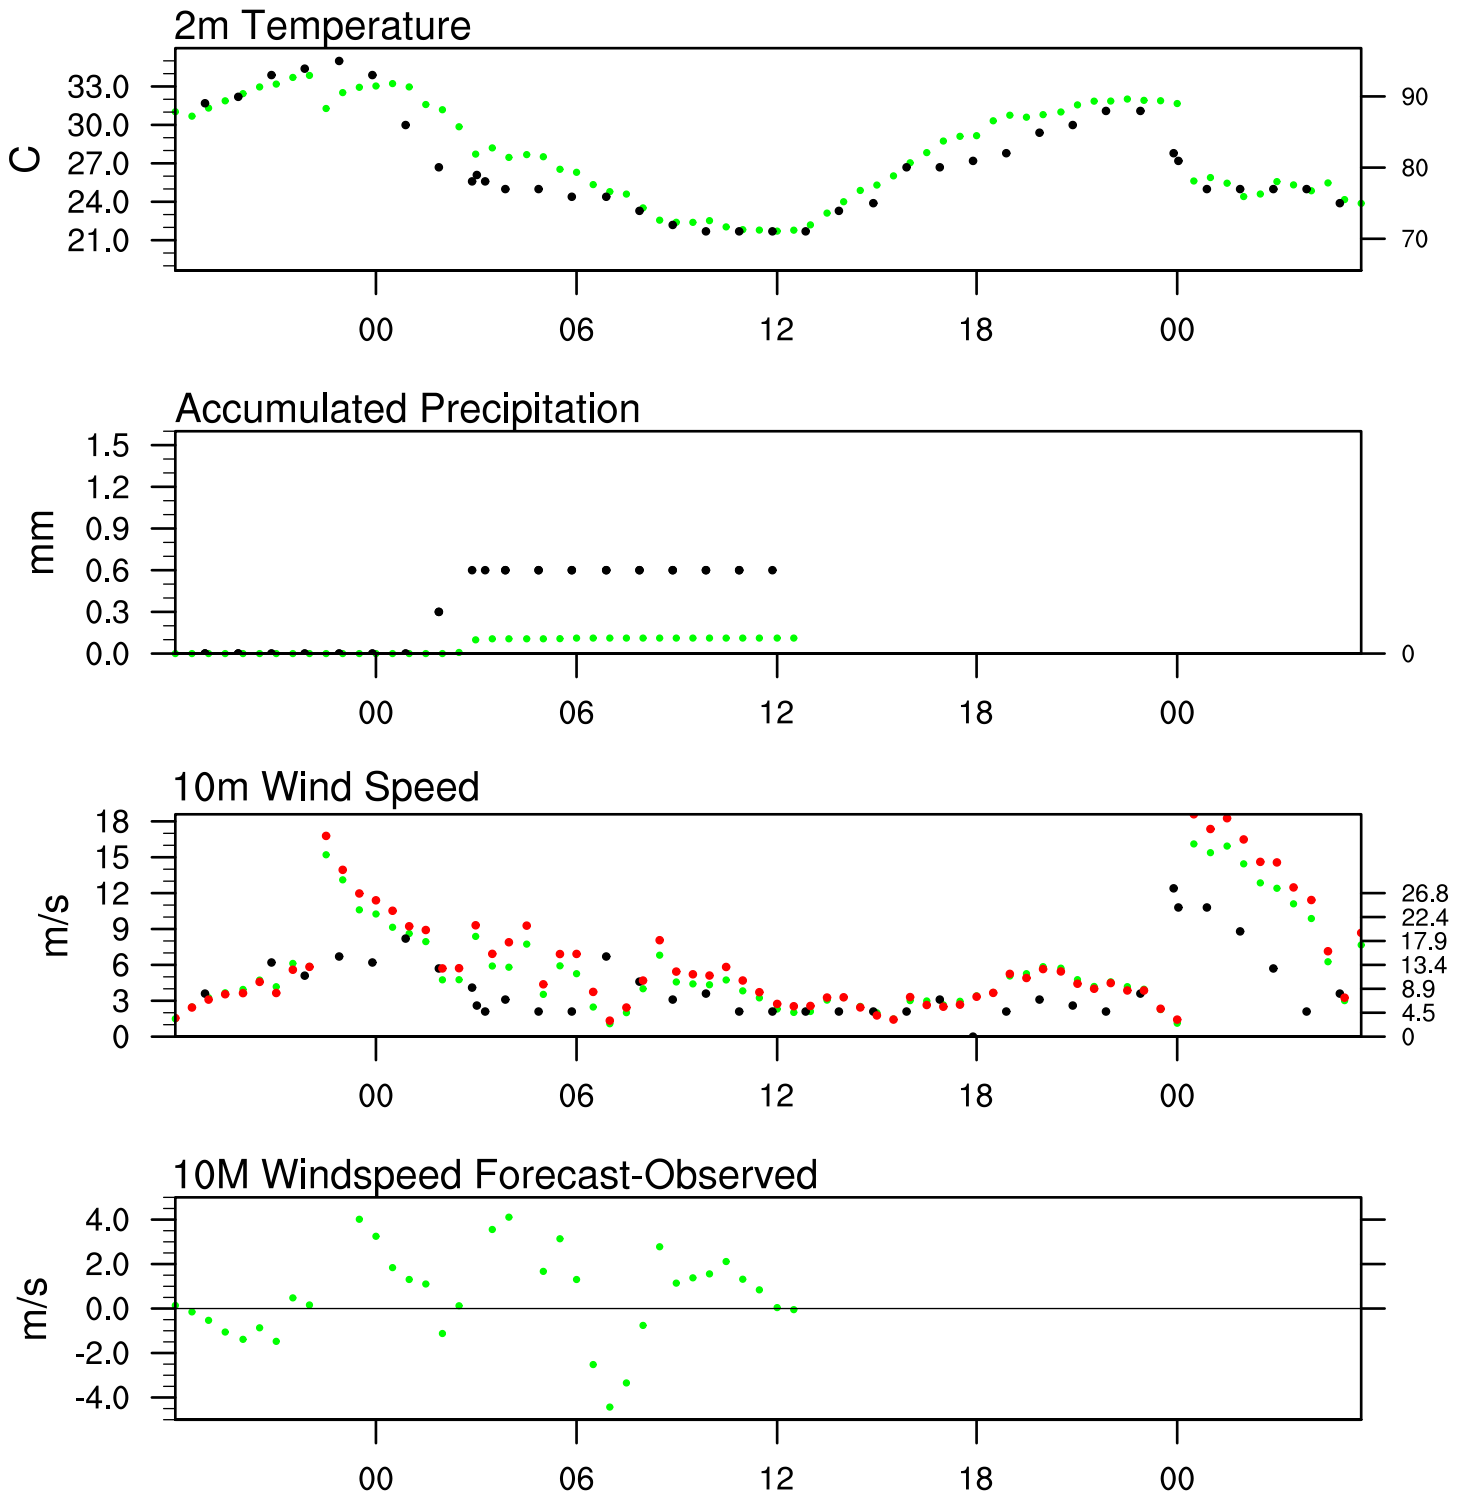 2m Temperature
C
33.0
30.0
27.0
24.0
21.0
90
80
70
00 06 12 18 00
Accumulated Precipitation
mm
1.5
1.2
0.9
0.6
0.3
0.0
0
00 06 12 18 00
10m Wind Speed
m/s
18
15
12
9
6
3
0
26.8
22.4
17.9
13.4
8.9
4.5
0
00 06 12 18 00
10M Windspeed Forecast-Observed
m/s
4.0
2.0
0.0
-2.0
-4.0
00 06 12 18 00